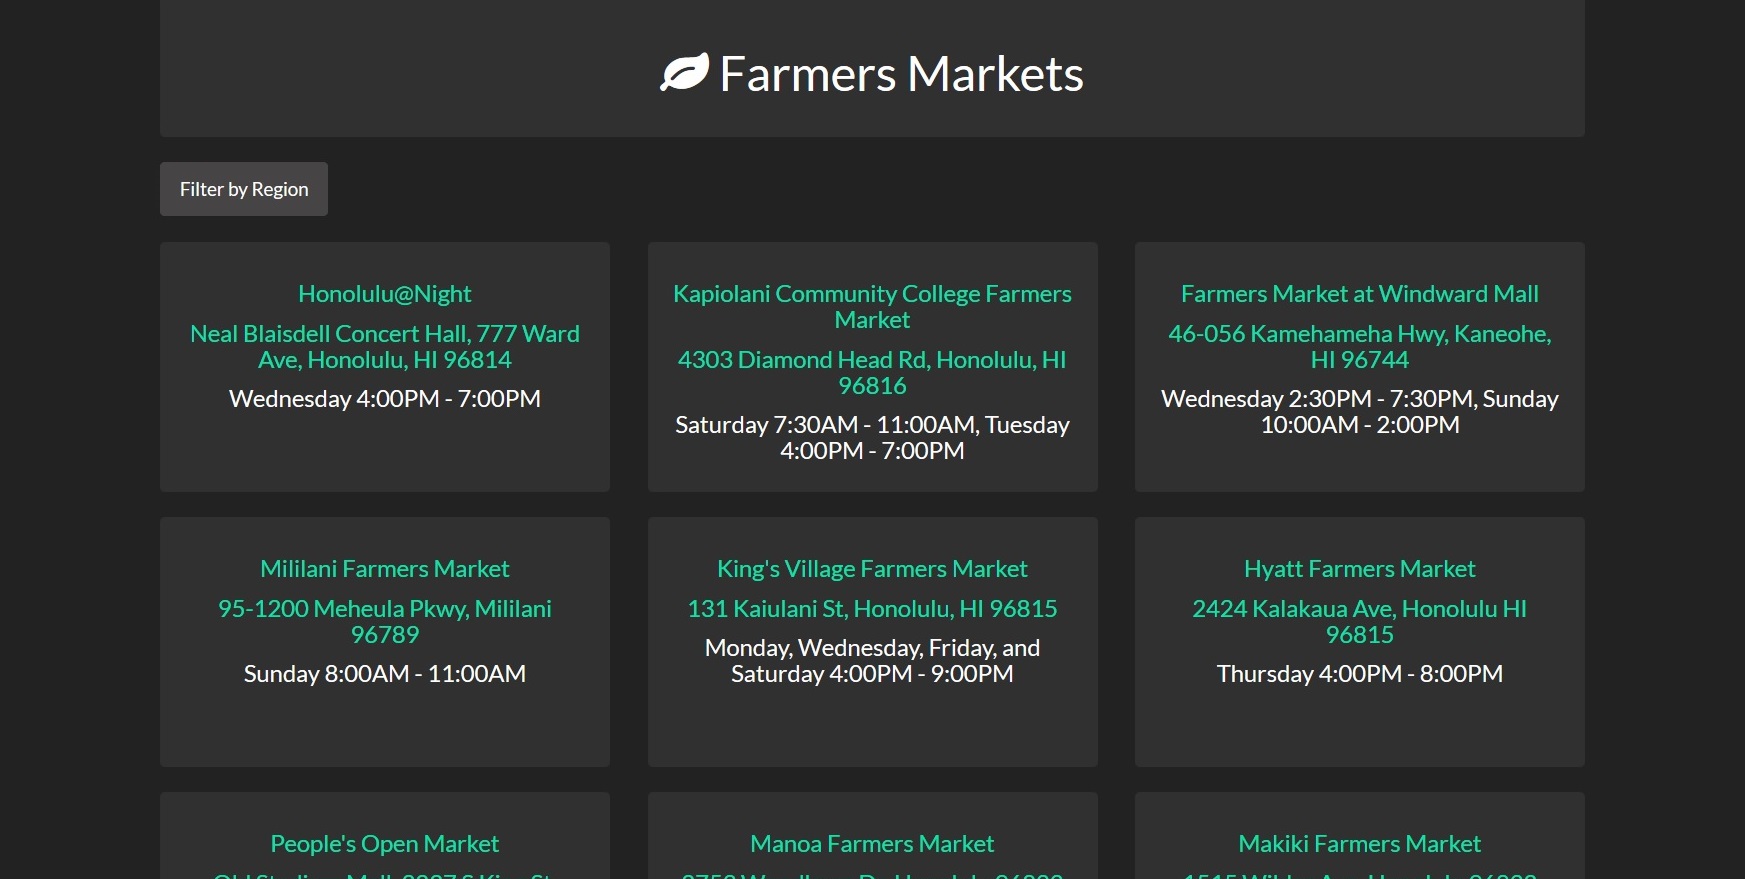 Farmers Markets
Filter by Region
Honolulu@Night
Neal Blaisdell Concert Hall, 777 Ward
Ave, Honolulu, HI 96814
Wednesday 4:00PM - 7:00PM
Kapiolani Community College Farmers
Market
4303 Diamond Head Rd, Honolulu, HI
96816
Saturday 7:30AM - 11:00AM, Tuesday
4:00PM - 7:00PM
Farmers Market at Windward Mall
46-056 Kamehameha Hwy, Kaneohe,
HI 96744
Wednesday 2:30PM - 7:30PM, Sunday
10:00AM - 2:00PM
Mililani Farmers Market
95-1200 Meheula Pkwy, Mililani
96789
Sunday 8:00AM - 11:00AM
King's Village Farmers Market
131 Kaiulani St, Honolulu, HI 96815
Monday, Wednesday, Friday, and
Saturday 4:00PM - 9:00PM
Hyatt Farmers Market
2424 Kalakaua Ave, Honolulu HI
96815
Thursday 4:00PM - 8:00PM
People's Open Market
Manoa Farmers Market
Makiki Farmers Market